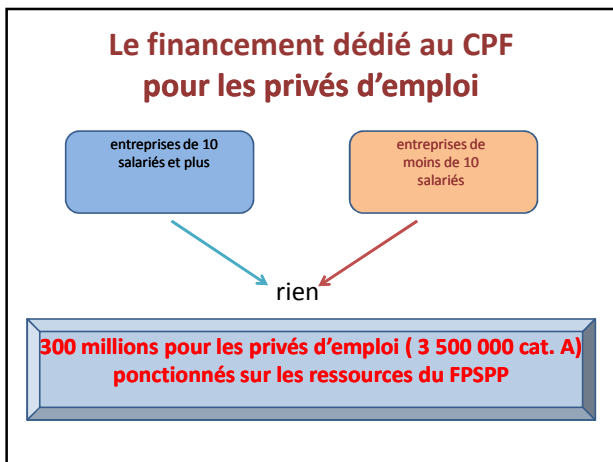 Le financement dédié au CPF
pour les privés d'emploi
entreprises de 10
salariés et plus
entreprises de
moins de 10
salariés
rien
300 millions pour les privés d'emploi ( 3 500 000 cat. A)
ponctionnés sur les ressources du FPSPP